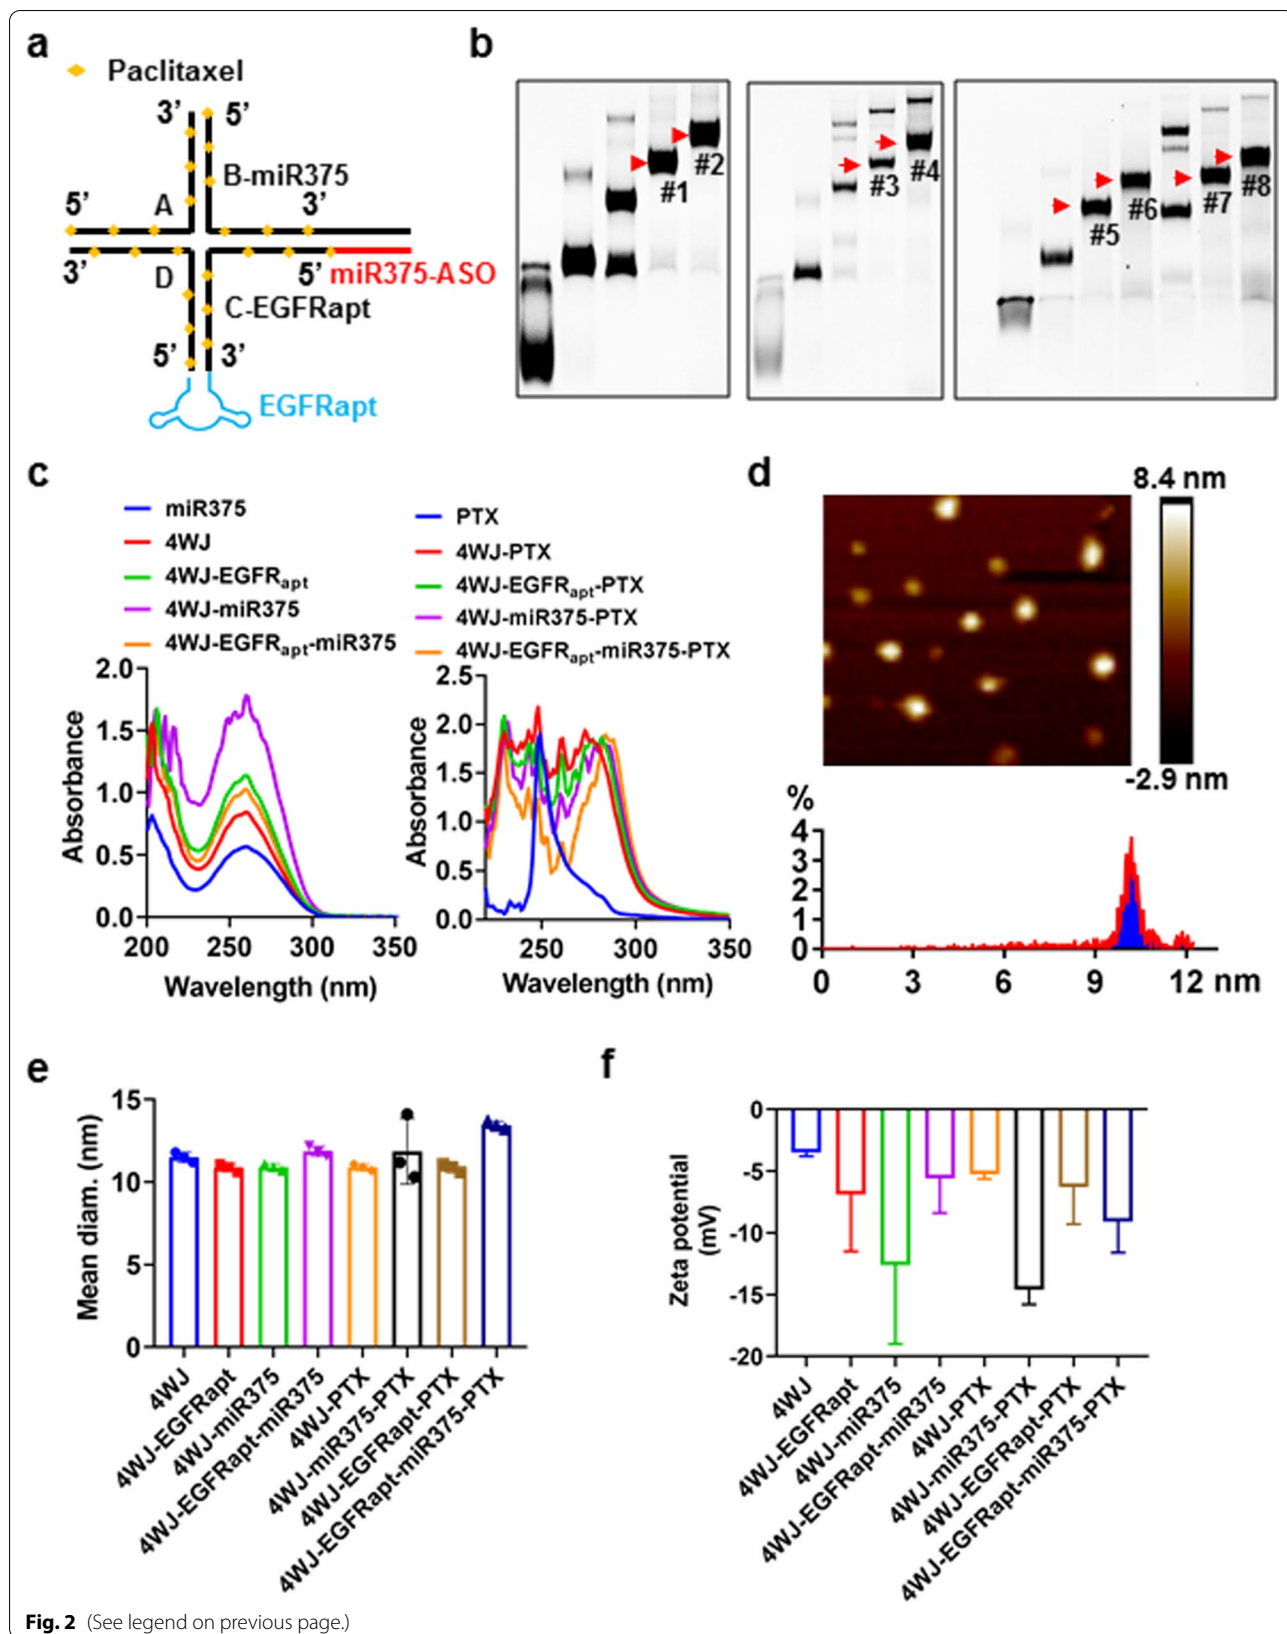 a
Paclitaxel
3’ 5’
B-miR375
5’ A 3’
3’ D 5’ miR375-ASO
C-EGFRapt
5’ 3’
EGFRapt
b
#1
#2
#3
#4
#5
#6
#7
#8
c
miR375
4WJ
4WJ-EGFRapt
4WJ-miR375
4WJ-EGFRapt-miR375
PTX
4WJ-PTX
4WJ-EGFRapt-PTX
4WJ-miR375-PTX
4WJ-EGFRapt-miR375-PTX
Absorbance
2.0
1.5
1.0
0.5
0.0
200 250 300 350
Wavelength (nm)
Absorbance
2.5
2.0
1.5
1.0
0.5
0.0
250 300 350
Wavelength (nm)
d
8.4 nm
-2.9 nm
%
4
3
2
1
0
0 3 6 9 12 nm
e
Mean diam. (nm)
15
10
5
0
4WJ
4WJ-EGFRapt
4WJ-miR375
4WJ-EGFRapt-miR375
4WJ-PTX
4WJ-miR375-PTX
4WJ-EGFRapt-PTX
4WJ-EGFRapt-miR375-PTX
f
Zeta potential
(mV)
0
-5
-10
-15
-20
4WJ
4WJ-EGFRapt
4WJ-miR375
4WJ-EGFRapt-miR375
4WJ-PTX
4WJ-miR375-PTX
4WJ-EGFRapt-PTX
4WJ-EGFRapt-miR375-PTX
Fig. 2 (See legend on previous page.)